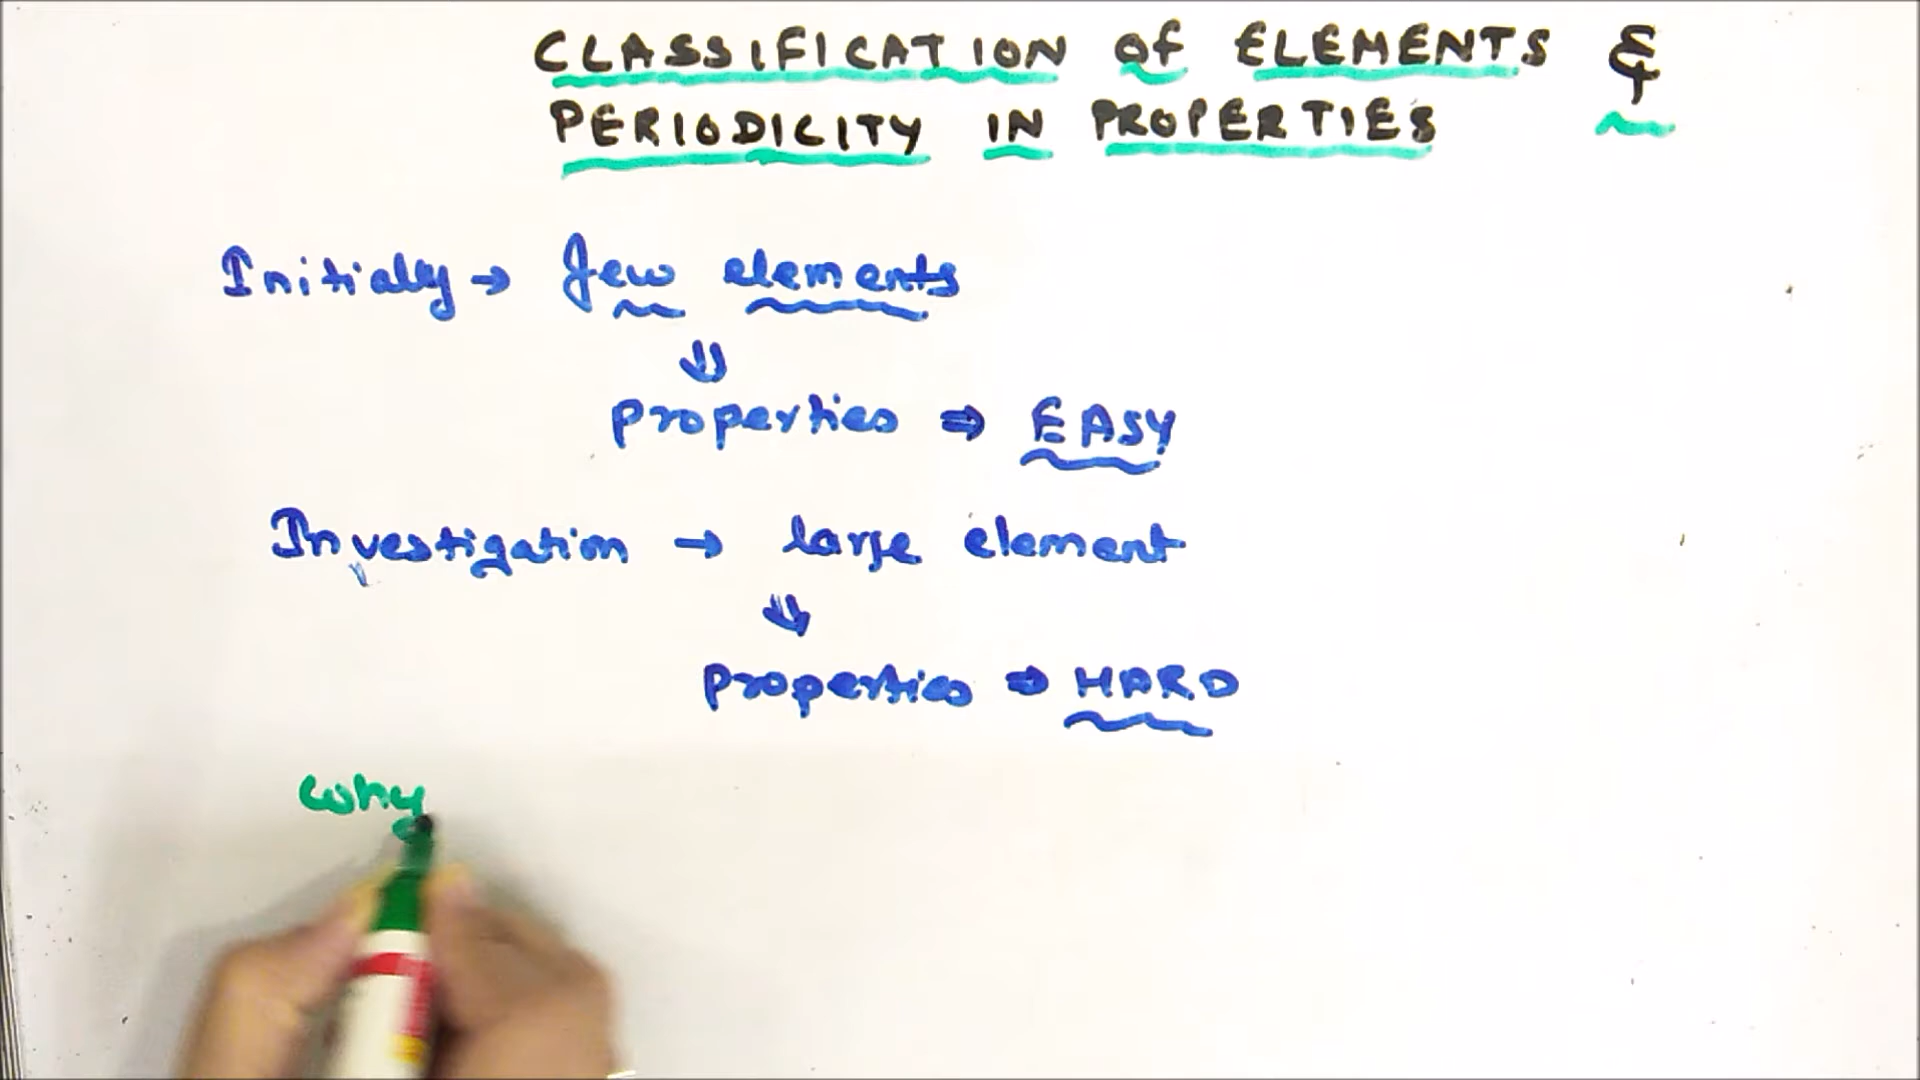 CLASSIFICATION of ELEMENTS &
PERIODICITY IN PROPERTIES
Initially → few elements
⇓
properties ⇒ EASY
Investigation → large element
⇓
properties ⇒ HARD
why